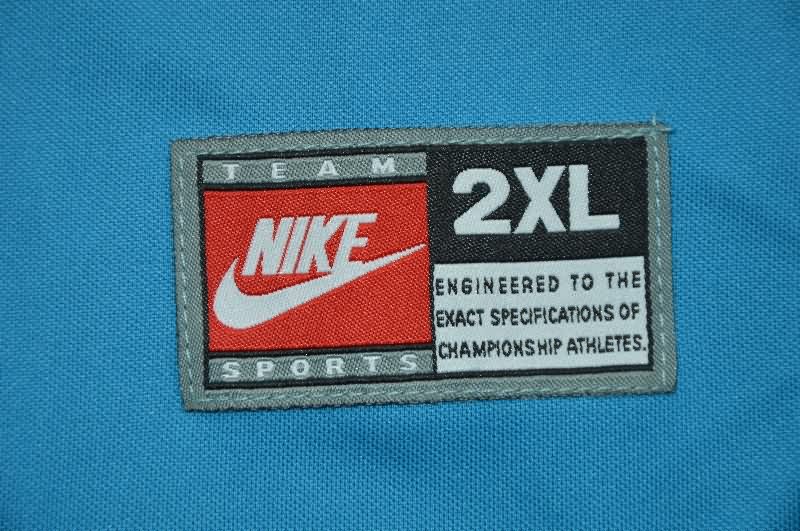 TEAM
NIKE
SPORTS
2XL
ENGINEERED TO THE
EXACT SPECIFICATIONS OF
CHAMPIONSHIP ATHLETES.